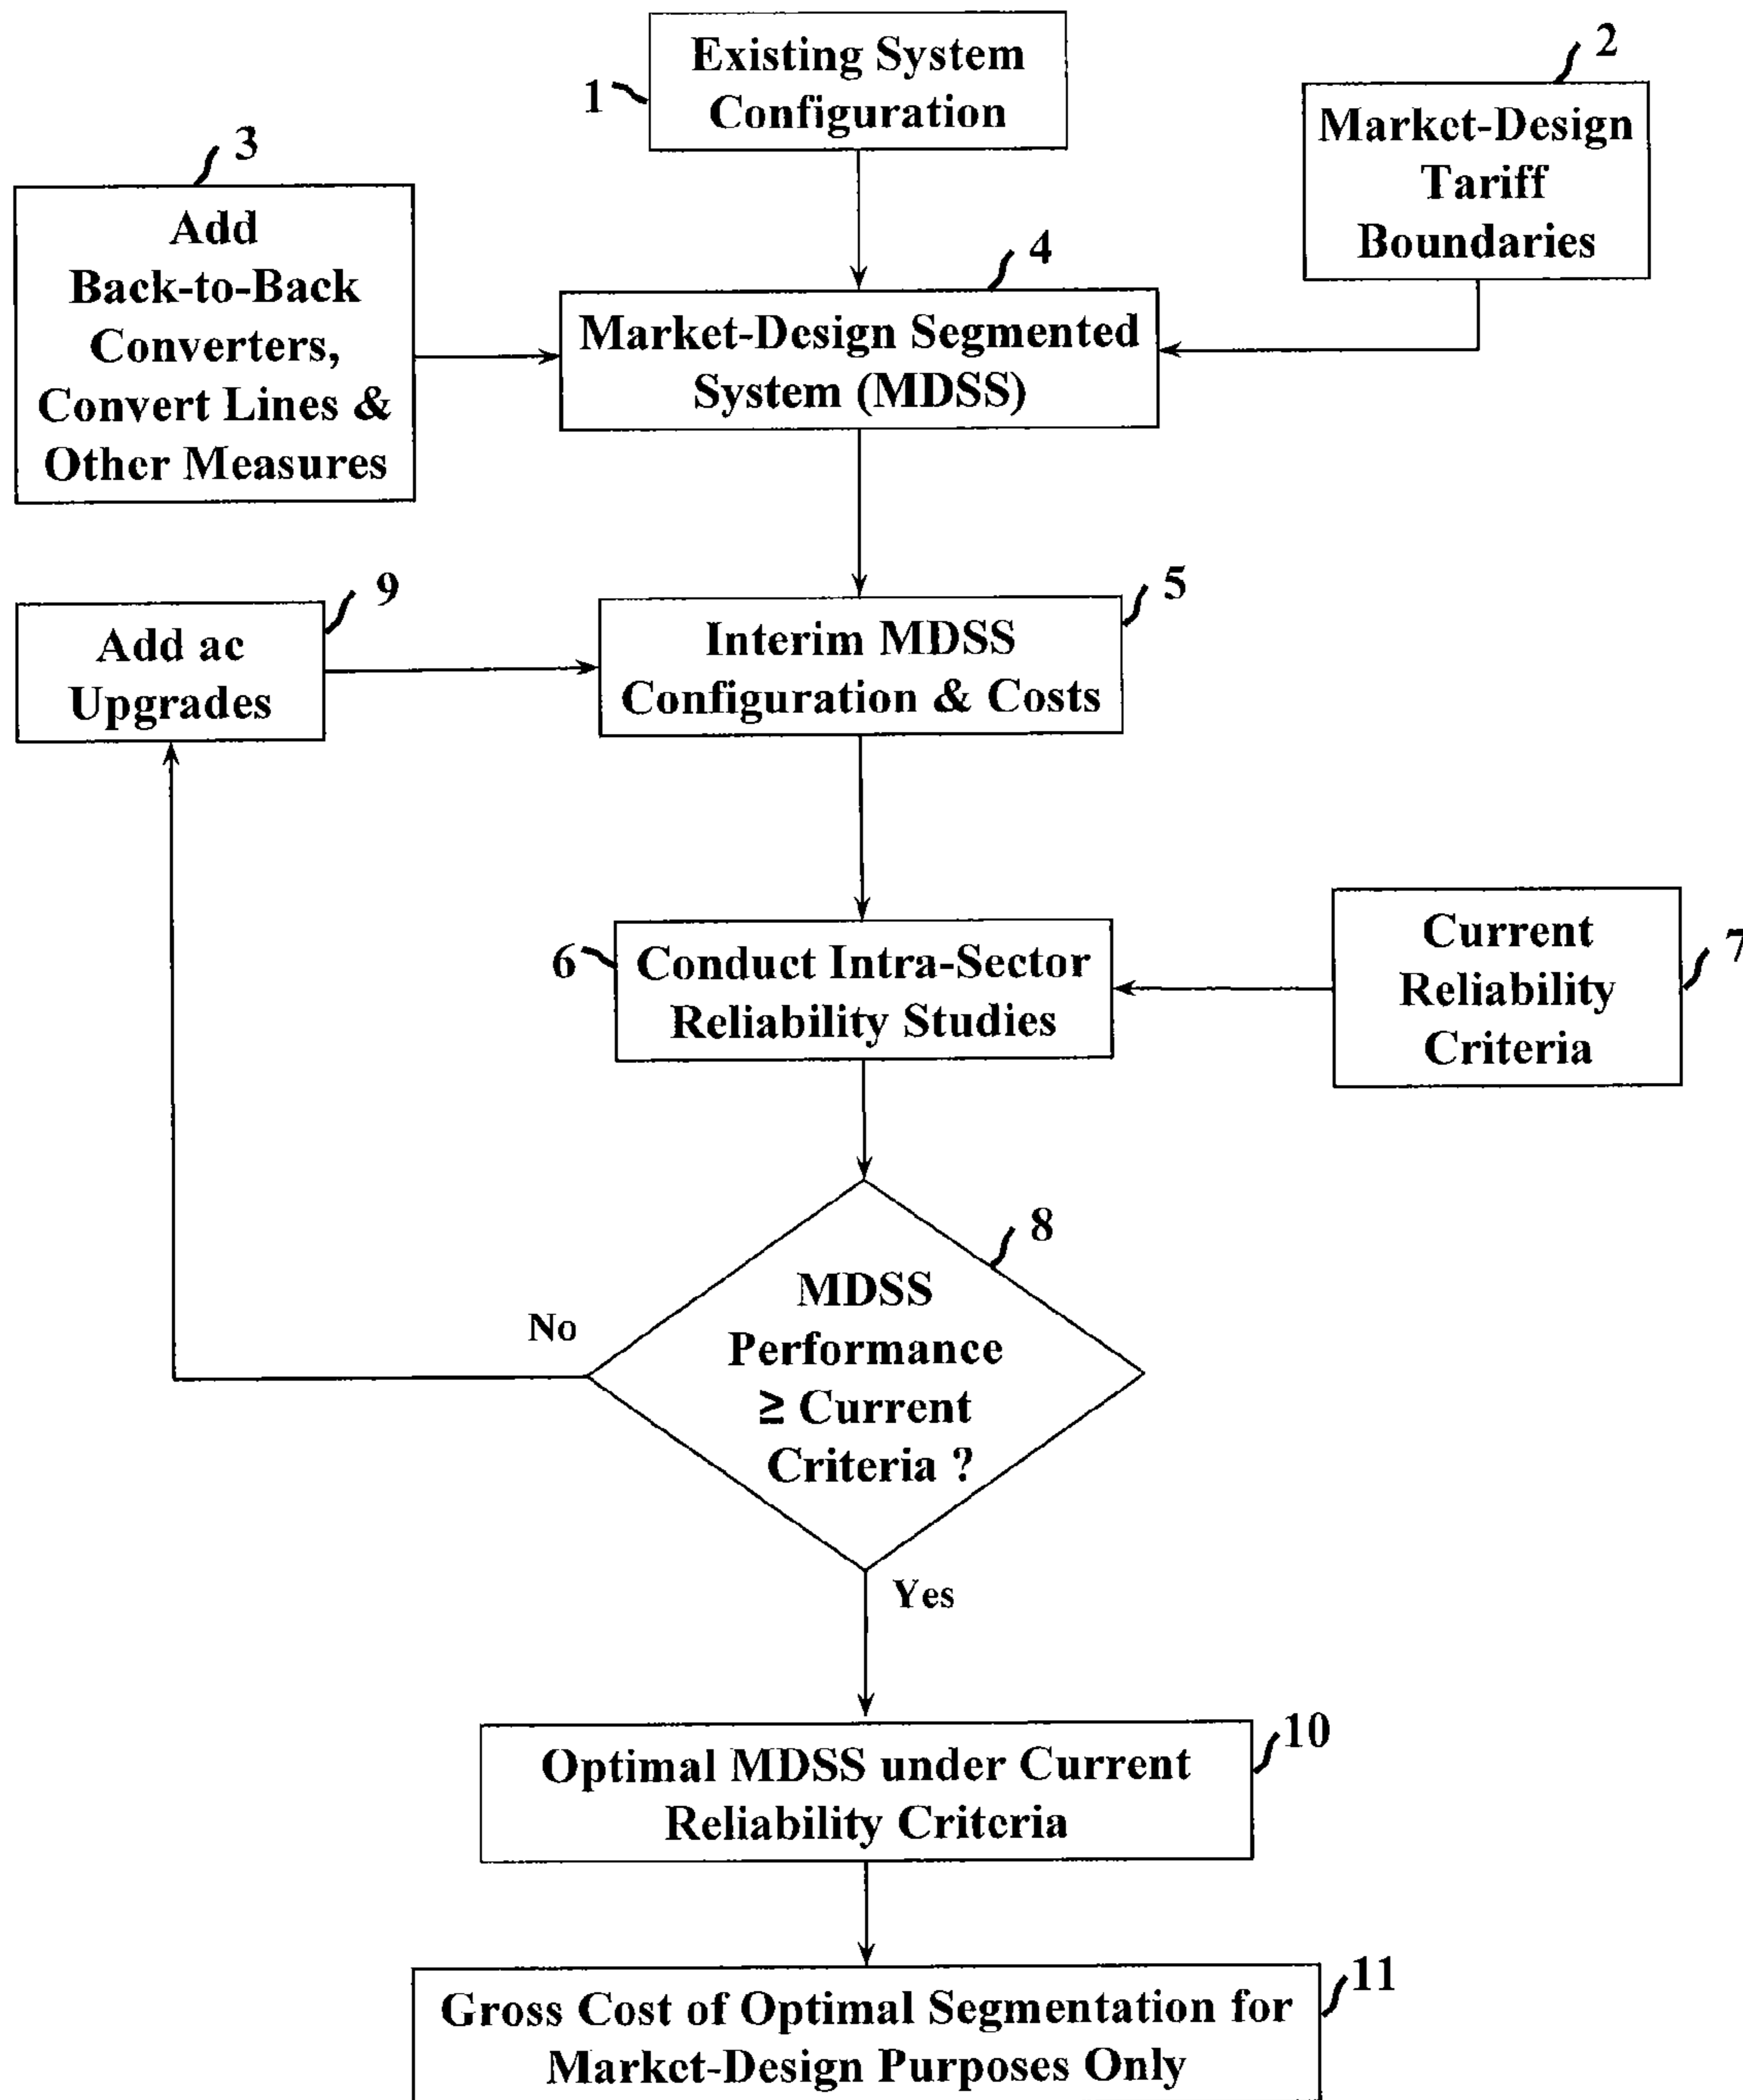 1
Existing System
Configuration
2
Market-Design
Tariff
Boundaries
3
Add
Back-to-Back
Converters,
Convert Lines &
Other Measures
4
Market-Design Segmented
System (MDSS)
9
Add ac
Upgrades
5
Interim MDSS
Configuration & Costs
6
Conduct Intra-Sector
Reliability Studies
7
Current
Reliability
Criteria
8
MDSS
Performance
≥ Current
Criteria ?
No
Yes
10
Optimal MDSS under Current
Reliability Criteria
11
Gross Cost of Optimal Segmentation for
Market-Design Purposes Only